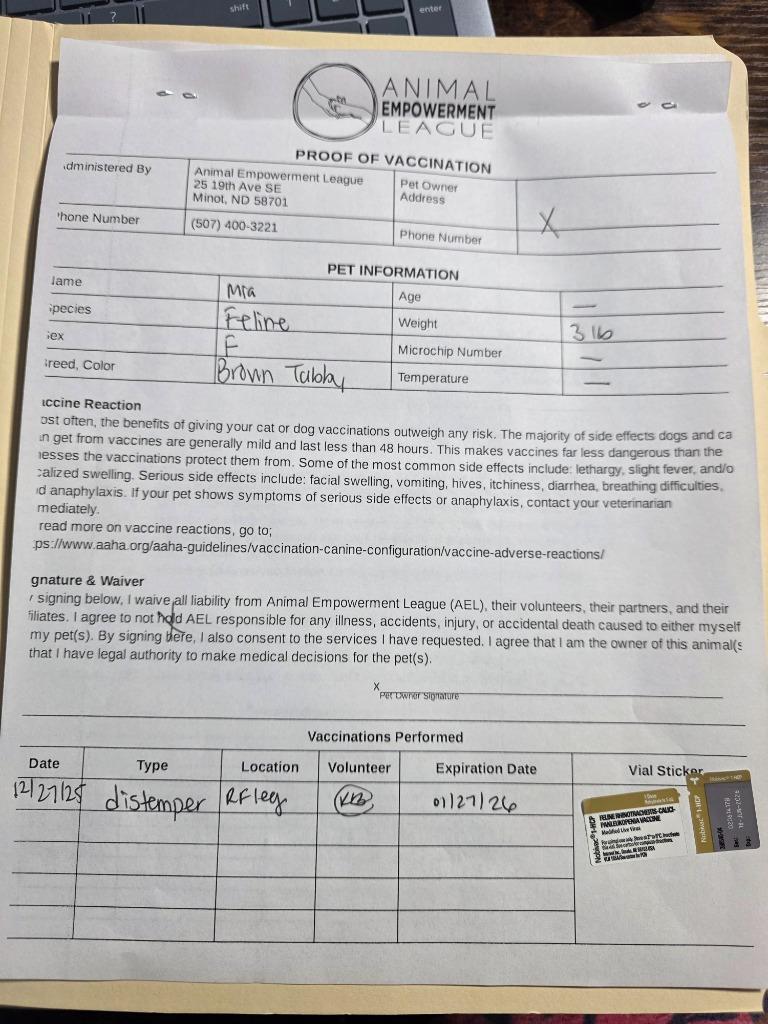 shift
enter
?
ANIMAL
EMPOWERMENT
LEAGUE
PROOF OF VACCINATION
dministered By
Animal Empowerment League
25 19th Ave SE
Minot, ND 58701
Pet Owner
Address
X
hone Number
(507) 400-3221
Phone Number
PET INFORMATION
lame
Mia
Age
—
pecies
Feline
Weight
3 lb
ex
F
Microchip Number
—
reed, Color
Brown Tabby
Temperature
—
accine Reaction
ost often, the benefits of giving your cat or dog vaccinations outweigh any risk. The majority of side effects dogs and ca
n get from vaccines are generally mild and last less than 48 hours. This makes vaccines far less dangerous than the
nesses the vaccinations protect them from. Some of the most common side effects include: lethargy, slight fever, and/o
calized swelling. Serious side effects include: facial swelling, vomiting, hives, itchiness, diarrhea, breathing difficulties,
d anaphylaxis. If your pet shows symptoms of serious side effects or anaphylaxis, contact your veterinarian
mediately.
read more on vaccine reactions, go to;
ps://www.aaha.org/aaha-guidelines/vaccination-canine-configuration/vaccine-adverse-reactions/
gnature & Waiver
signing below, I waive all liability from Animal Empowerment League (AEL), their volunteers, their partners, and their
filiates. I agree to not hold AEL responsible for any illness, accidents, injury, or accidental death caused to either myself
my pet(s). By signing here, I also consent to the services I have requested. I agree that I am the owner of this animal(s
that I have legal authority to make medical decisions for the pet(s).
X
Pet Owner Signature
Vaccinations Performed
Date
Type
Location
Volunteer
Expiration Date
Vial Sticker
12/27/25
distemper
RF leg
01/27/26
Nobivac® 1-HCP
1 Dose
FELINE RHINOTRACHEITIS-CALICI-
PANLEUKOPENIA VACCINE
Modified Live Virus
Nobivac® 1-HCP